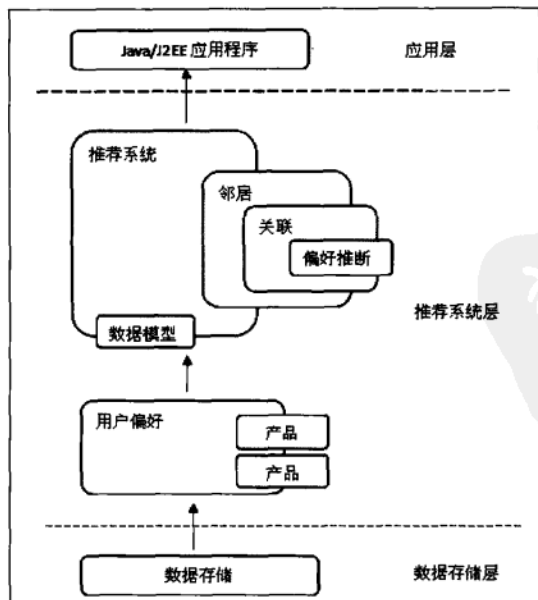 Java/J2EE 应用程序
应用层
推荐系统
邻居
关联
偏好推断
推荐系统层
数据模型
用户偏好
产品
产品
数据存储
数据存储层